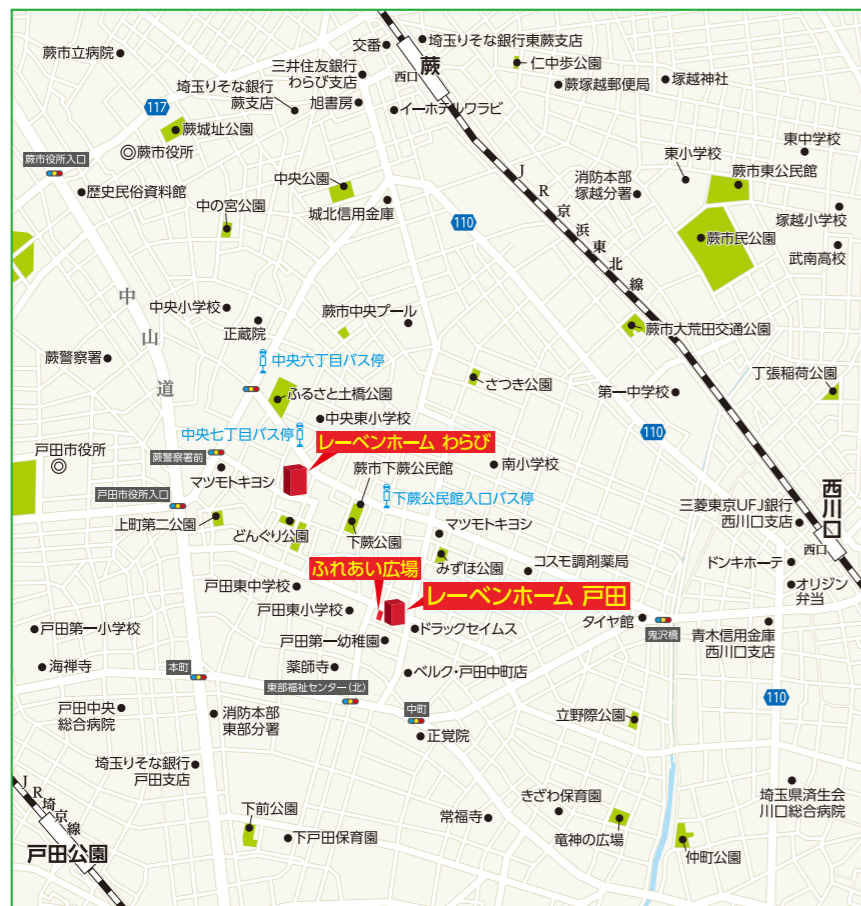 蕨市立病院
交番
埼玉りそな銀行東蕨支店
三井住友銀行
わらび支店
蕨
西口
仁中歩公園
塚越神社
埼玉りそな銀行
蕨支店
旭書房
イーホテルワラビ
蕨塚越郵便局
117
蕨城址公園
蕨市役所
蕨市役所入口
歴史民俗資料館
中央公園
中の宮公園
城北信用金庫
110
JR京浜東北線
消防本部
塚越分署
東小学校
東中学校
蕨市東公民館
塚越小学校
蕨市民公園
武南高校
中山道
中央小学校
正蔵院
蕨市中央プール
蕨市大荒田交通公園
蕨警察署
中央六丁目バス停
ふるさと土橋公園
さつき公園
第一中学校
丁張稲荷公園
中央東小学校
中央七丁目バス停
110
戸田市役所
蕨警察署前
レーベンホーム わらび
マツモトキヨシ
蕨市下蕨公民館
南小学校
戸田市役所入口
下蕨公民館入口バス停
三菱東京UFJ銀行
西川口支店
西川口
西口
上町第二公園
どんぐり公園
下蕨公園
マツモトキヨシ
みずほ公園
コスモ調剤薬局
ドンキホーテ
オリジン
弁当
ふれあい広場
戸田東中学校
レーベンホーム 戸田
戸田東小学校
戸田第一小学校
戸田第一幼稚園
ドラックセイムス
タイヤ館
鬼沢橋
青木信用金庫
西川口支店
海禅寺
本町
薬師寺
ベルク・戸田中町店
東部福祉センター(北)
中町
110
戸田中央
総合病院
消防本部
東部分署
正覚院
立野際公園
埼玉りそな銀行
戸田支店
埼玉県済生会
川口総合病院
JR埼京線
戸田公園
下前公園
下戸田保育園
常福寺
きざわ保育園
竜神の広場
仲町公園